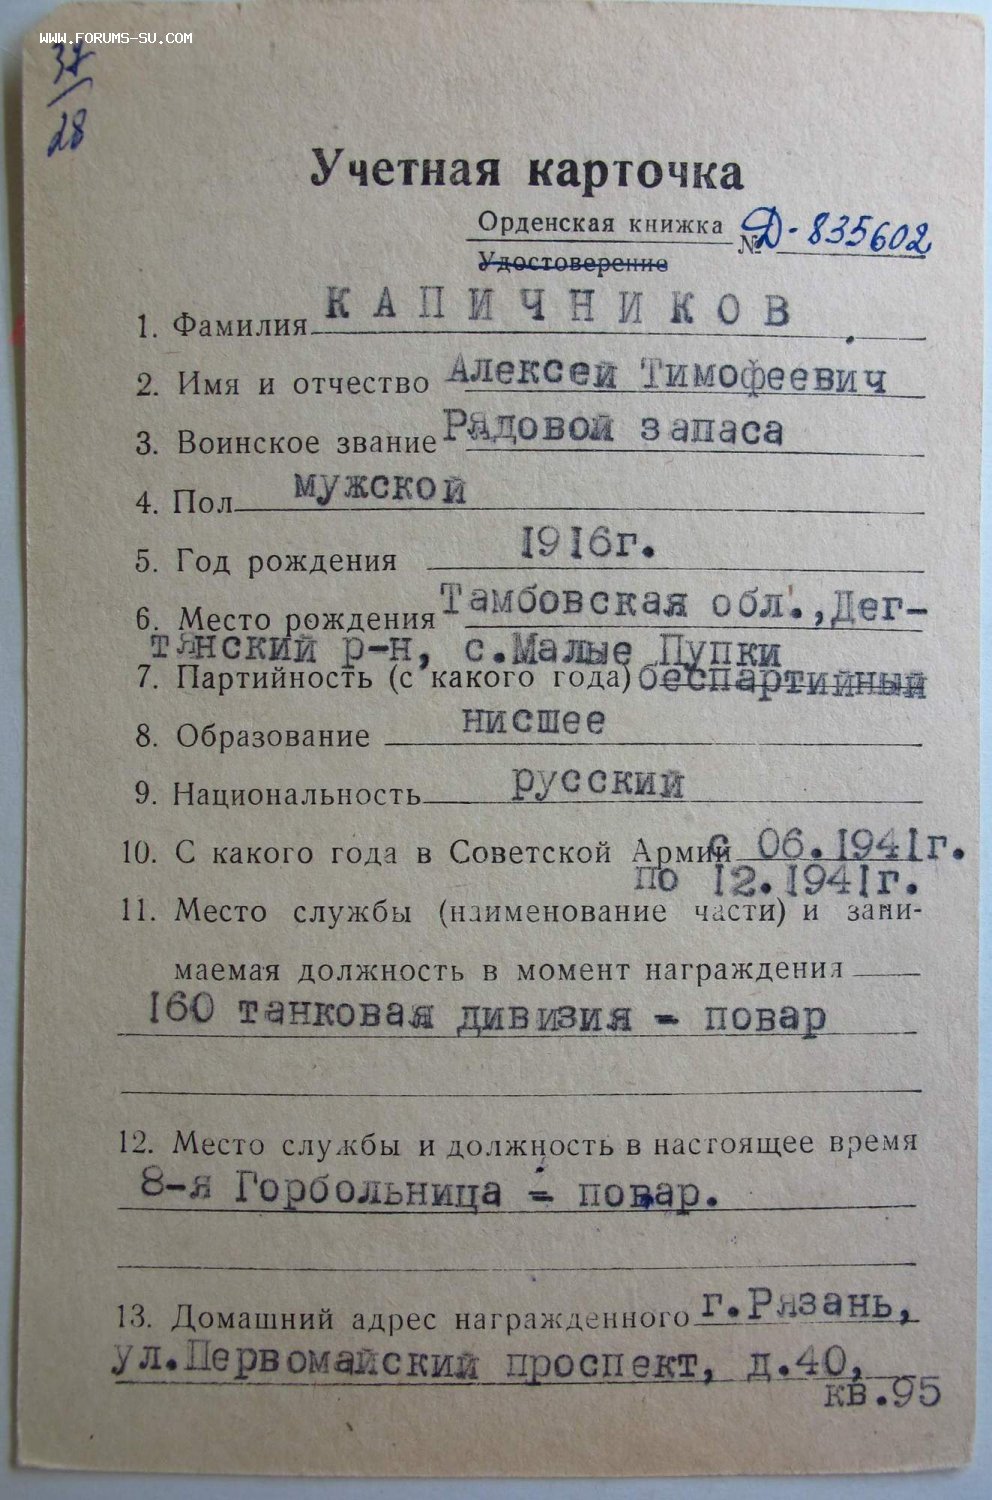 WWW.FORUMS-SU.COM
37
28
Учетная карточка
Орденская книжка
Удостоверение
№ Д-835602
1. Фамилия КАПИЧНИКОВ
2. Имя и отчество Алексей Тимофеевич
3. Воинское звание Рядовой запаса
4. Пол мужской
5. Год рождения 1916г.
6. Место рождения Тамбовская обл., Дег-
тянский р-н, с.Малые Пупки
7. Партийность (с какого года) беспартийный
8. Образование нисшее
9. Национальность русский
10. С какого года в Советской Армии с 06.1941г.
по 12.1941г.
11. Место службы (наименование части) и зани-
маемая должность в момент награждения
160 танковая дивизия - повар
12. Место службы и должность в настоящее время
8-я Горбольница - повар.
13. Домашний адрес награжденного г.Рязань,
ул.Первомайский проспект, д.40,
кв.95